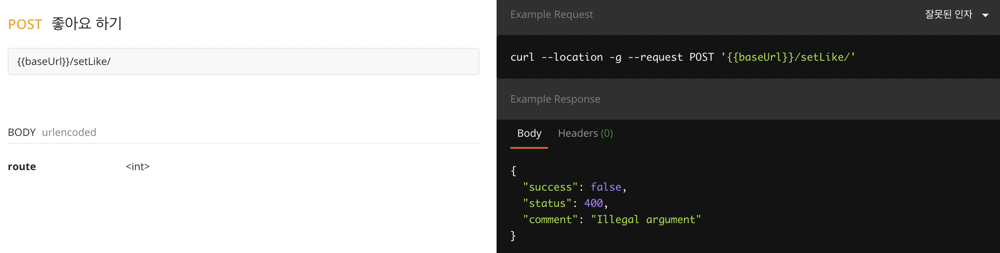 POST 좋아요 하기
{{baseUrl}}/setLike/
BODY urlencoded
route <int>
Example Request 잘못된 인자
curl --location -g --request POST '{{baseUrl}}/setLike/'
Example Response
Body Headers (0)
{
"success": false,
"status": 400,
"comment": "Illegal argument"
}